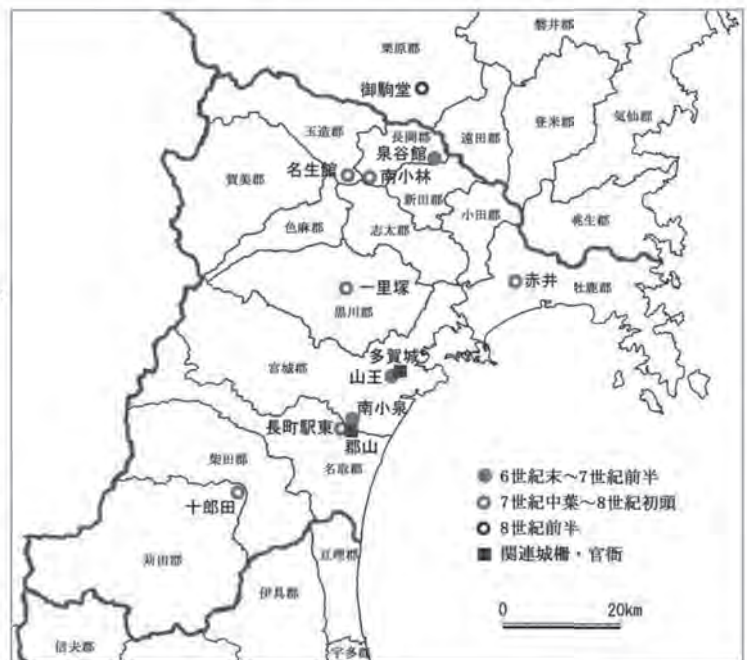 磐井郡
栗原郡
御駒堂
気仙郡
登米郡
遠田郡
玉造郡
長岡郡
泉谷館
名生館
南小林
賀美郡
新田郡
小田郡
桃生郡
色麻郡
志太郡
赤井
牡鹿郡
一里塚
黒川郡
多賀城
宮城郡
山王
南小泉
長町駅東
郡山
柴田郡
名取郡
6世紀末～7世紀前半
7世紀中葉～8世紀初頭
8世紀前半
関連城柵・官衙
十郎田
亘理郡
刈田郡
伊具郡
0 20km
信夫郡
宇多郡